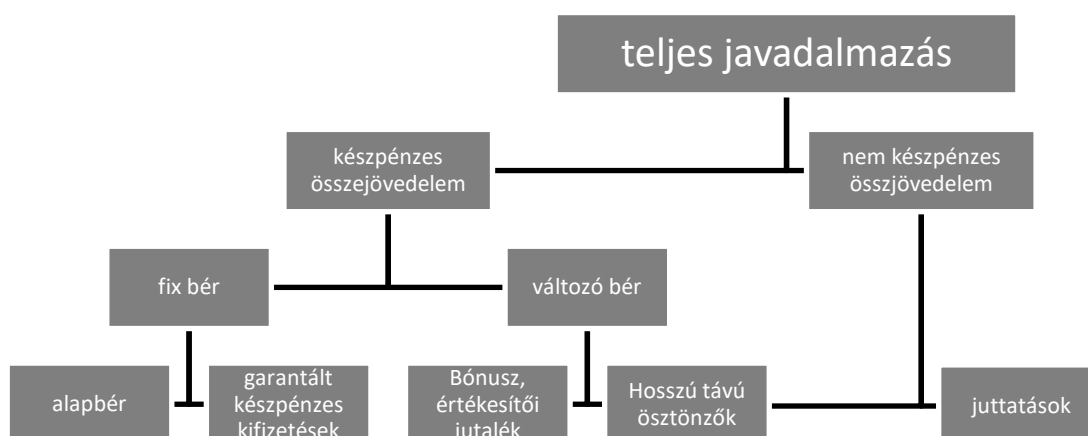 teljes javadalmazás
készpénzes
összejövedelem
nem készpénzes
összjövedelem
fix bér
változó bér
alapbér
garantált
készpénzes
kifizetések
Bónusz,
értékesítői
jutalék
Hosszú távú
ösztönzők
juttatások